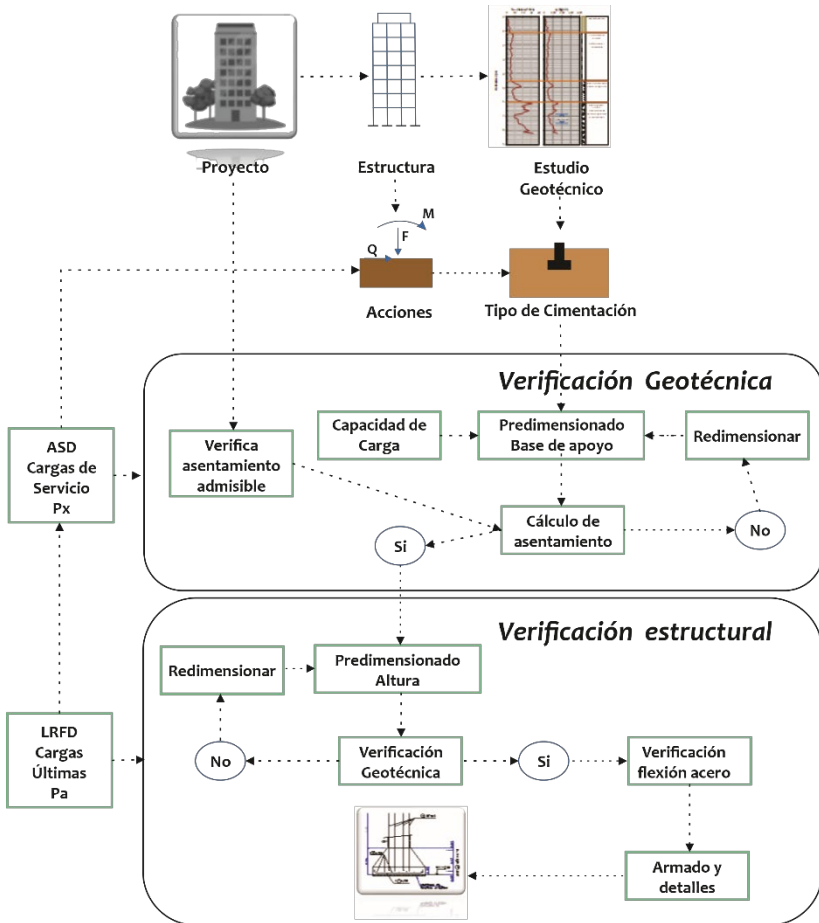 Proyecto
Estructura
Estudio
Geotécnico
M
F
Q
Acciones
Tipo de Cimentación
Verificación Geotécnica
ASD
Cargas de
Servicio
Px
Verifica
asentamiento
admisible
Capacidad de
Carga
Predimensionado
Base de apoyo
Redimensionar
Cálculo de
asentamiento
No
Si
Verificación estructural
Redimensionar
Predimensionado
Altura
LRFD
Cargas
Últimas
Pa
No
Verificación
Geotécnica
Si
Verificación
flexión acero
Armado y
detalles